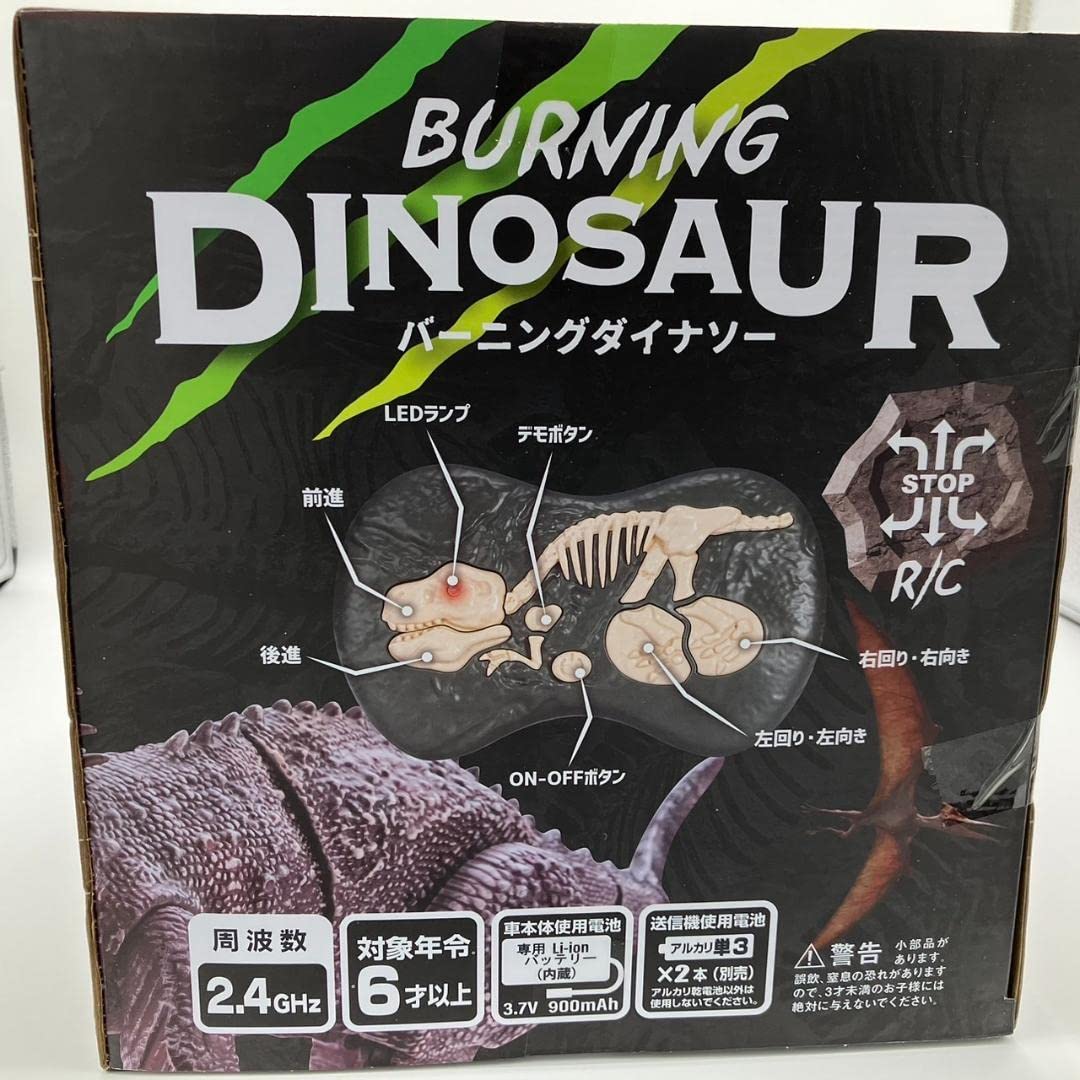 BURNING
DINOSAUR
バーニングダイナソー
LEDランプ
デモボタン
前進
STOP
R/C
後進
右回り・右向き
左回り・左向き
ON-OFFボタン
周波数
2.4GHz
対象年令
6才以上
車本体使用電池
専用 Li-ion
バッテリー
(内蔵)
3.7V 900mAh
送信機使用電池
アルカリ単3
×2本(別売)
アルカリ乾電池以外は
使用しないでください。
警告
小部品が
あります。
誤飲、窒息の恐れがあります
ので、3才未満のお子様には
絶対に与えないでください。